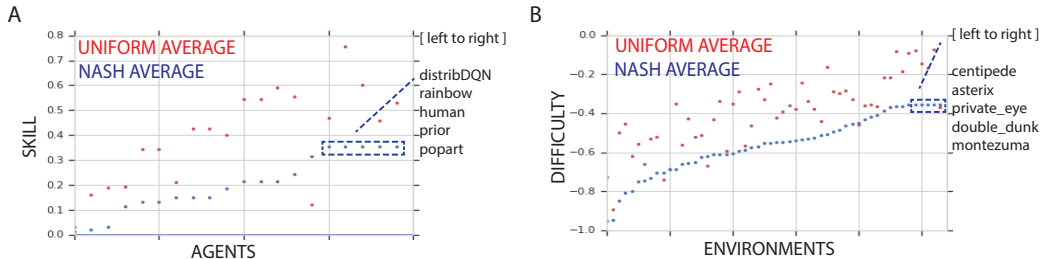 A
UNIFORM AVERAGE
NASH AVERAGE
0.8
0.7
0.6
0.5
0.4
0.3
0.2
0.1
0.0
SKILL
AGENTS
[ left to right ]
distribDQN
rainbow
human
prior
popart
B
UNIFORM AVERAGE
NASH AVERAGE
0.0
−0.2
−0.4
−0.6
−0.8
−1.0
DIFFICULTY
ENVIRONMENTS
[ left to right ]
centipede
asterix
private_eye
double_dunk
montezuma